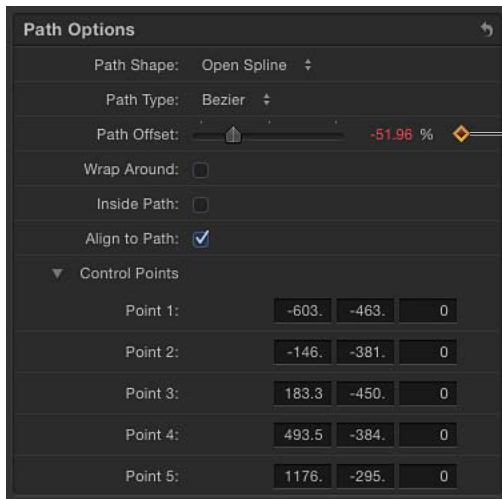 Path Options
Path Shape: Open Spline
Path Type: Bezier
Path Offset: -51.96 %
Wrap Around:
Inside Path:
Align to Path:
Control Points
Point 1: -603. -463. 0
Point 2: -146. -381. 0
Point 3: 183.3 -450. 0
Point 4: 493.5 -384. 0
Point 5: 1176. -295. 0